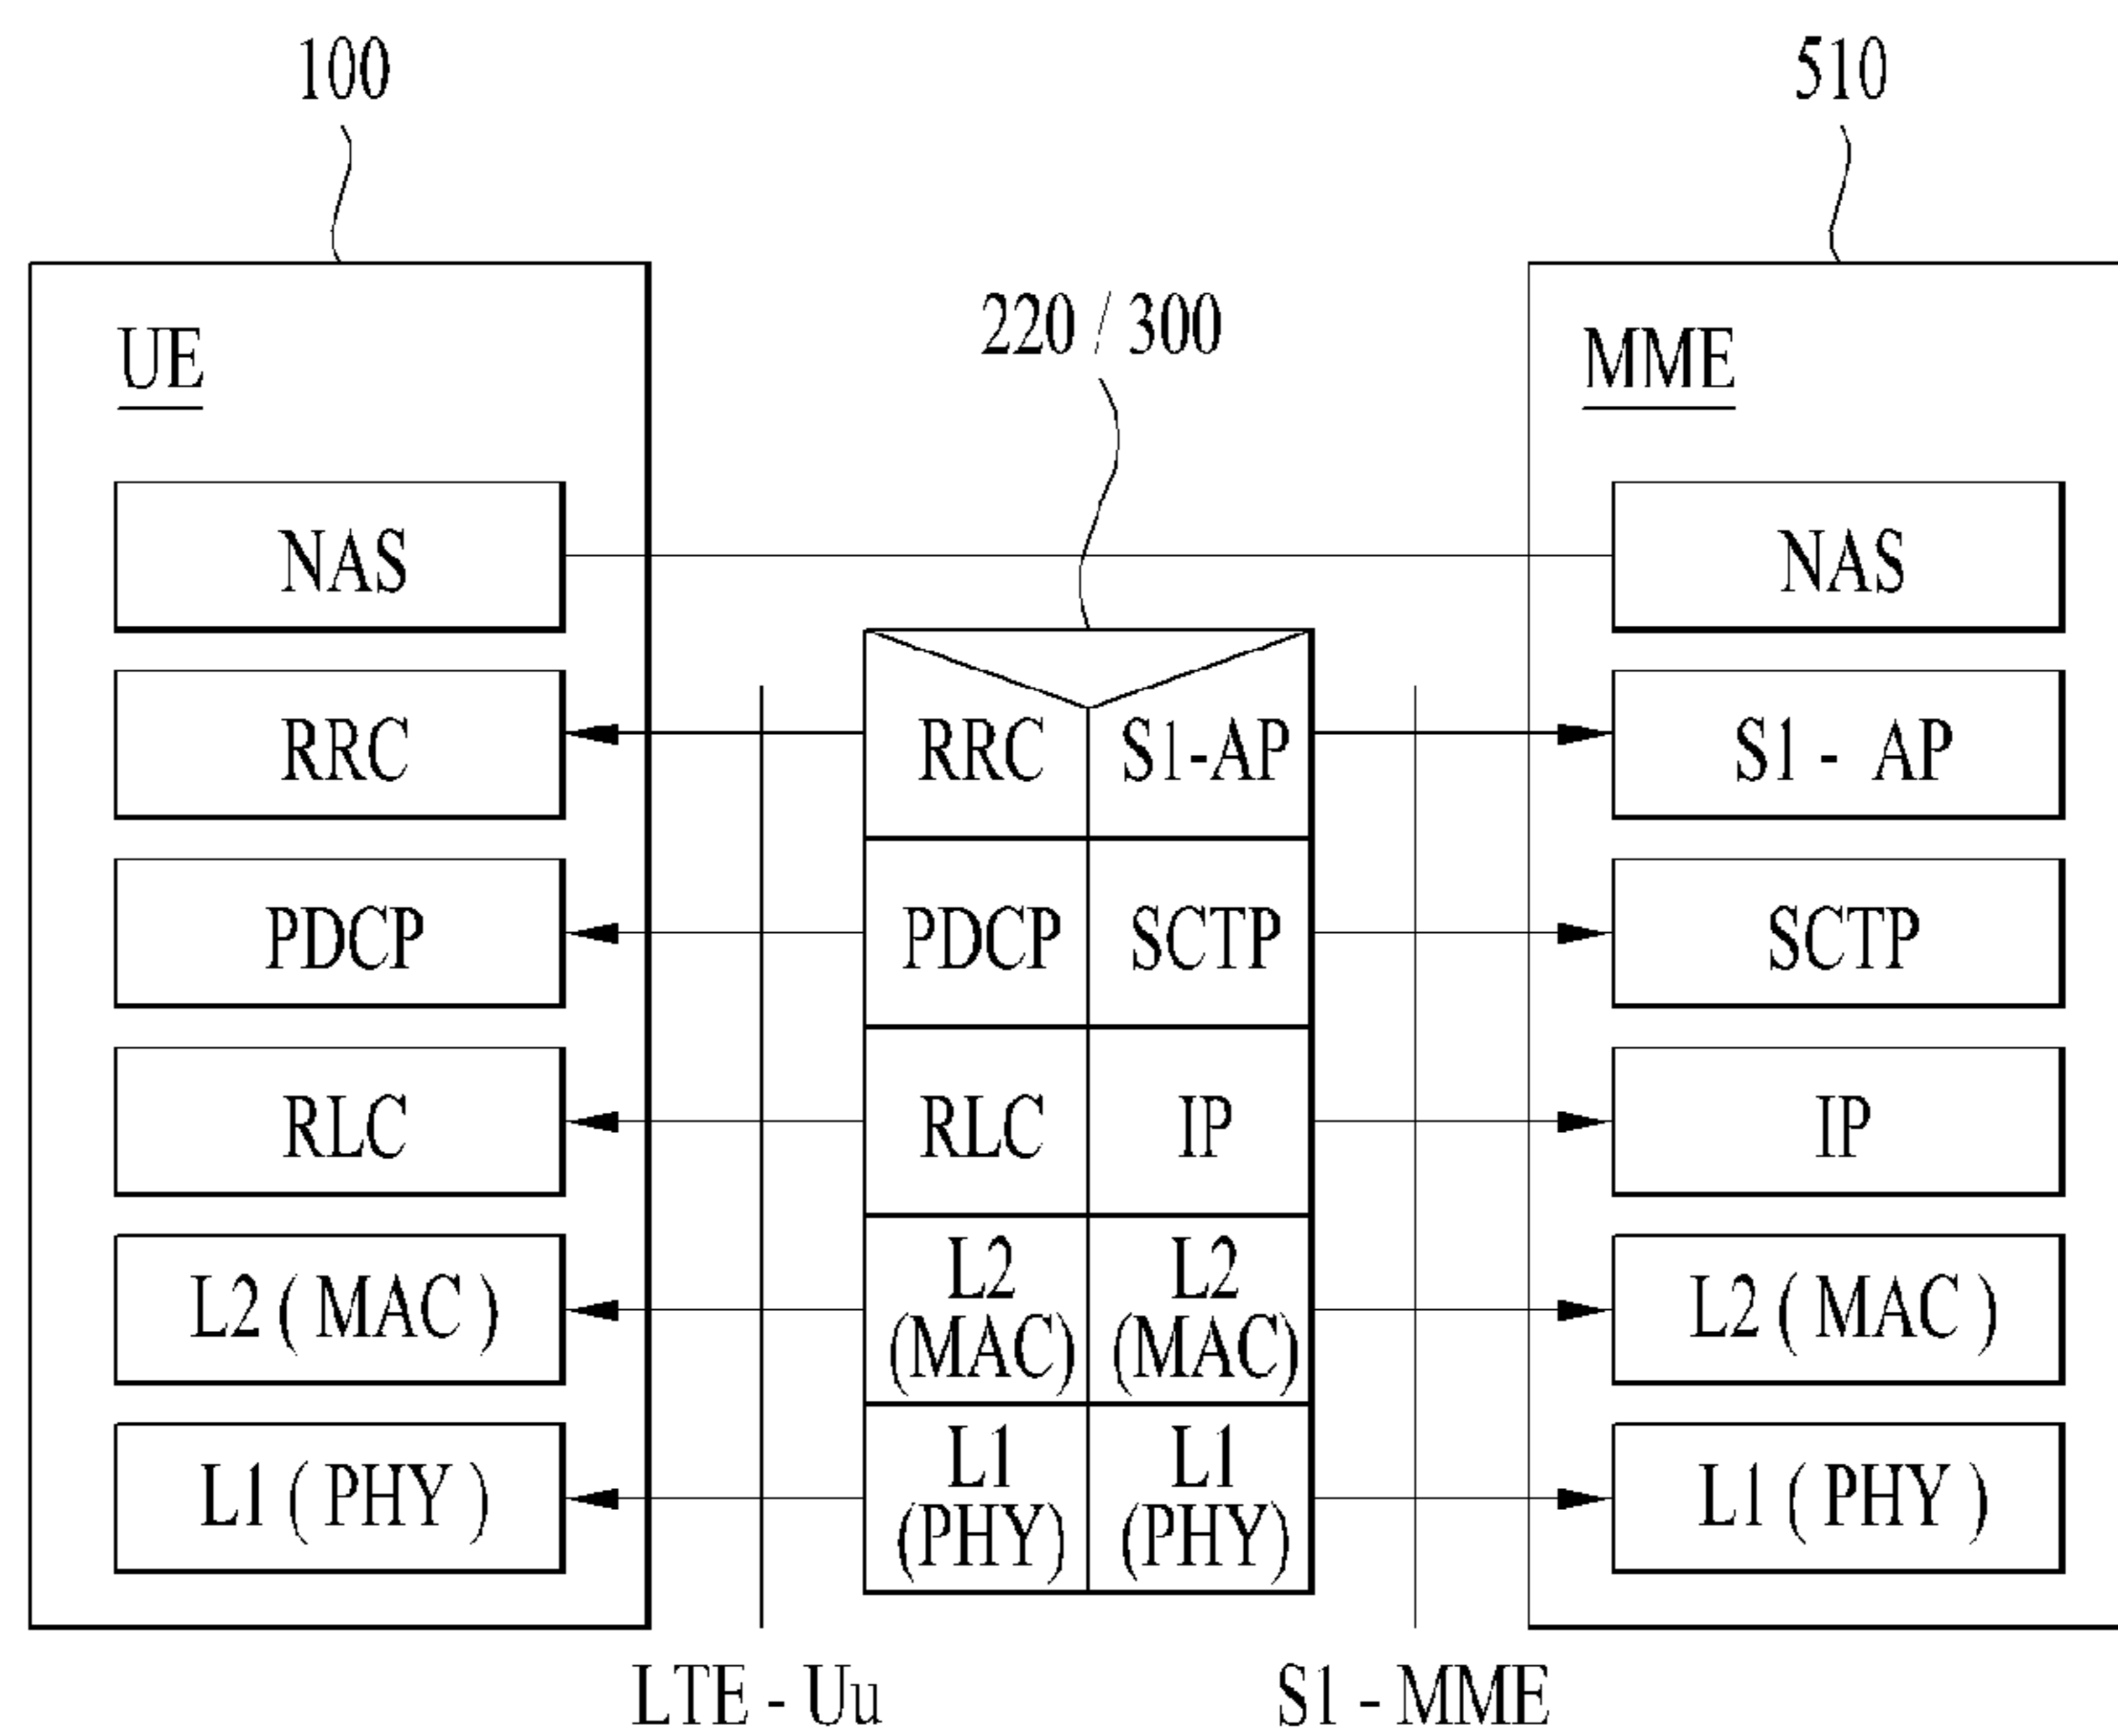 100
510
220 / 300
UE
MME
NAS
NAS
RRC
RRC
S1-AP
S1 - AP
PDCP
PDCP
SCTP
SCTP
RLC
RLC
IP
IP
L2 ( MAC )
L2
(MAC)
L2
(MAC)
L2 ( MAC )
L1 ( PHY )
L1
(PHY)
L1
(PHY)
L1 ( PHY )
LTE - Uu
S1 - MME